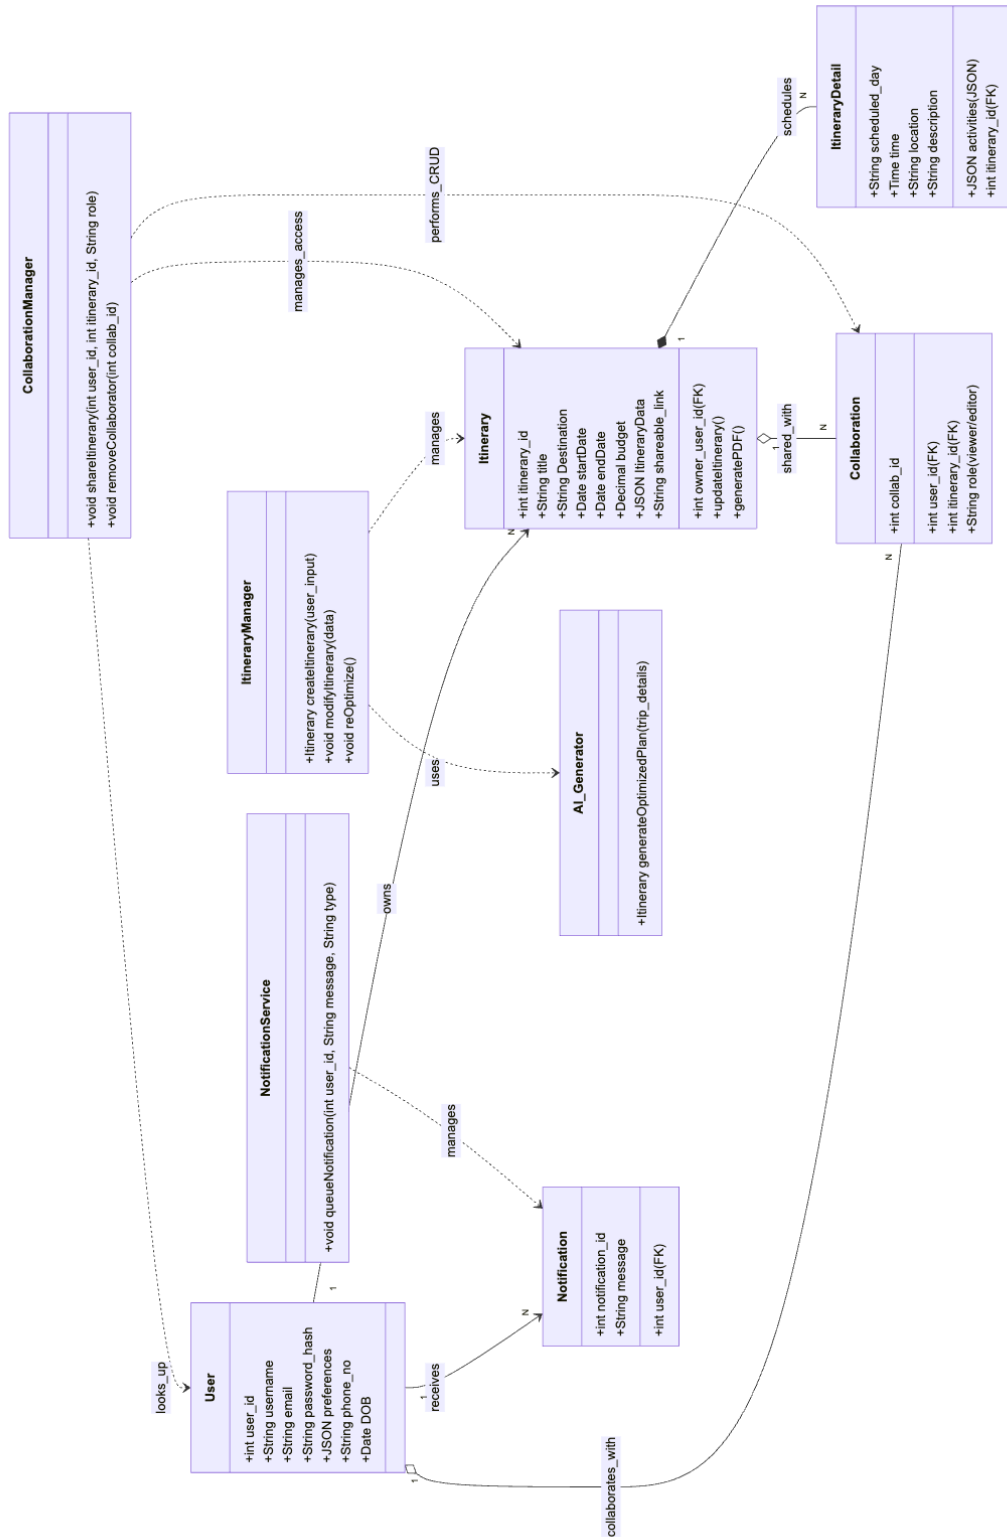 CollaborationManager
+void shareItinerary(int user_id, int itinerary_id, String role)
+void removeCollaborator(int collab_id)
looks_up
manages_access
performs_CRUD
ItineraryManager
+Itinerary createItinerary(user_input)
+void modifyItinerary(data)
+void reOptimize()
manages
uses
NotificationService
+void queueNotification(int user_id, String message, String type)
manages
owns
1
N
User
+int user_id
+String username
+String email
+String password_hash
+JSON preferences
+String phone_no
+Date DOB
1
receives
N
1
collaborates_with
N
Notification
+int notification_id
+String message
+int user_id(FK)
AI_Generator
+Itinerary generateOptimizedPlan(trip_details)
Itinerary
+int itinerary_id
+String title
+String Destination
+Date startDate
+Date endDate
+Decimal budget
+JSON ItineraryData
+String shareable_link
+int owner_user_id(FK)
+updateItinerary()
+generatePDF()
1
schedules
N
1
shared_with
N
Collaboration
+int collab_id
+int user_id(FK)
+int itinerary_id(FK)
+String role(viewer/editor)
ItineraryDetail
+String scheduled_day
+Time time
+String location
+String description
+JSON activities(JSON)
+int itinerary_id(FK)